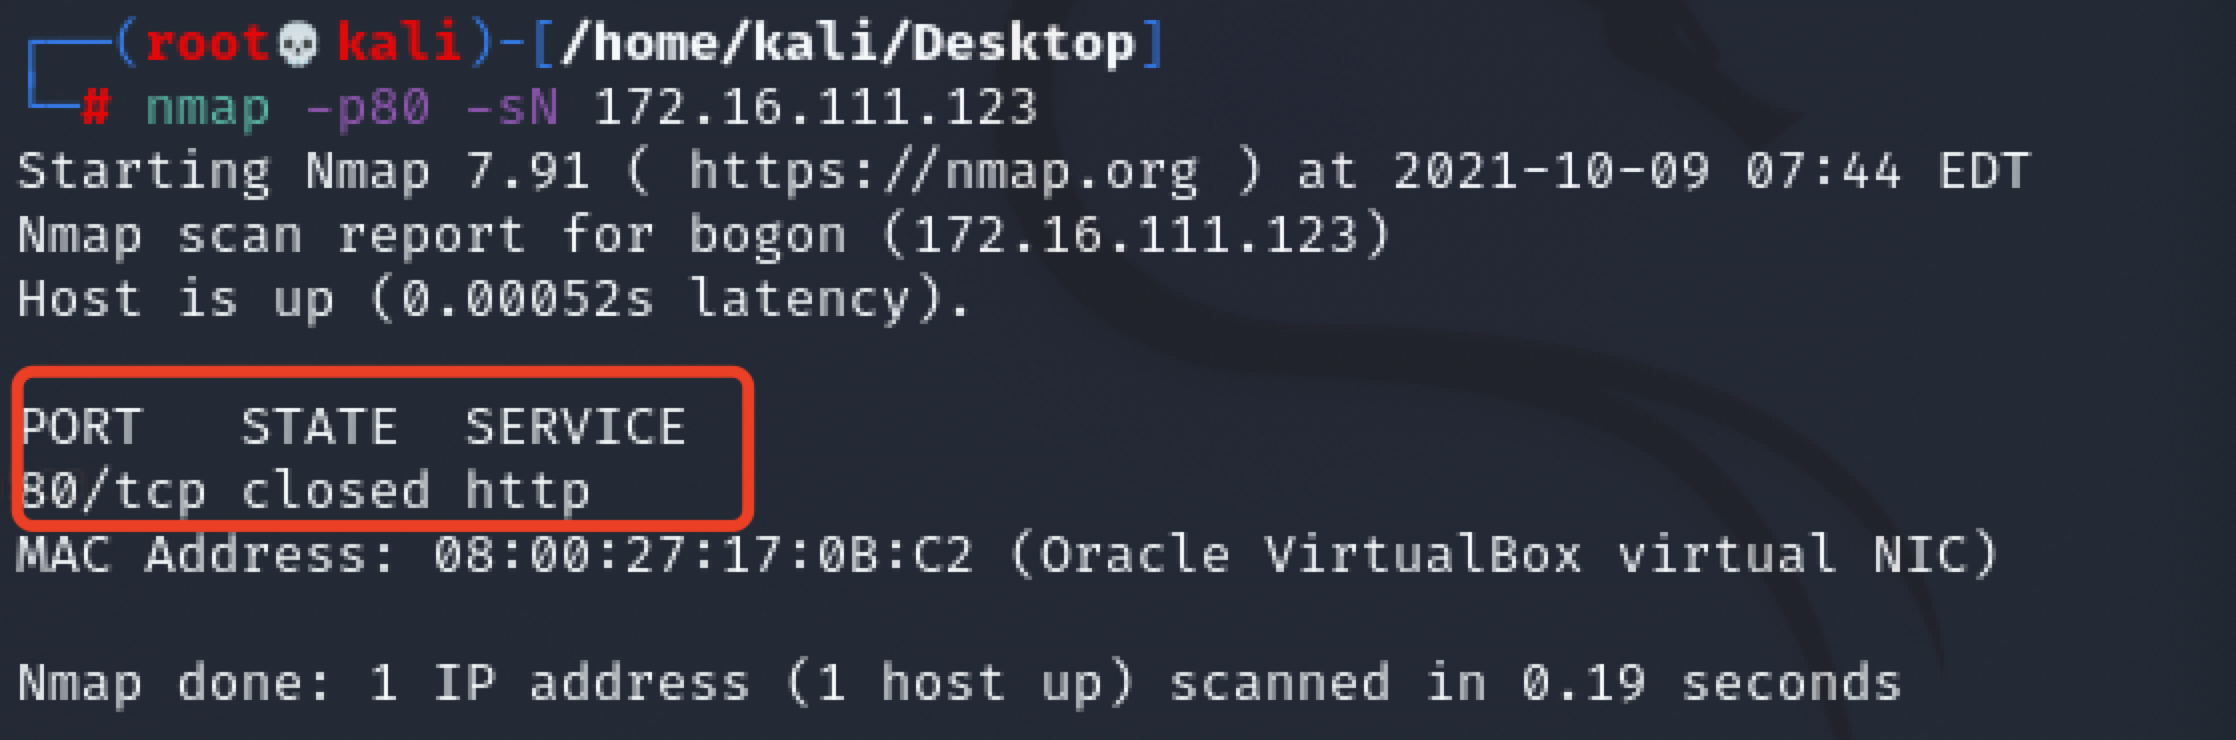 (root💀kali)-[/home/kali/Desktop]
# nmap -p80 -sN 172.16.111.123
Starting Nmap 7.91 ( https://nmap.org ) at 2021-10-09 07:44 EDT
Nmap scan report for bogon (172.16.111.123)
Host is up (0.00052s latency).
PORT   STATE  SERVICE
80/tcp closed http
MAC Address: 08:00:27:17:0B:C2 (Oracle VirtualBox virtual NIC)
Nmap done: 1 IP address (1 host up) scanned in 0.19 seconds